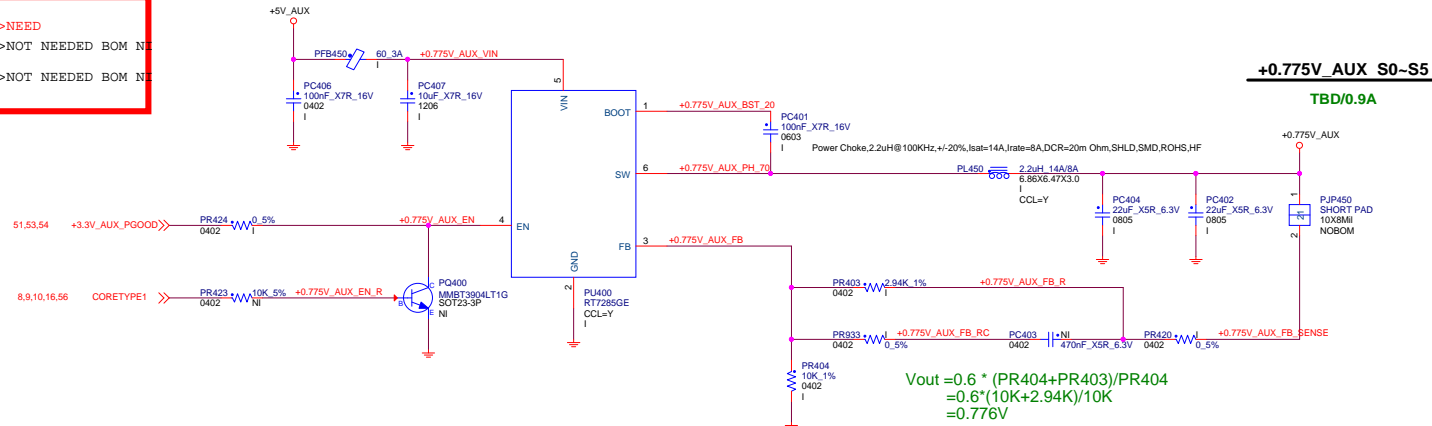 >NEED
>NOT NEEDED BOM NI
>NOT NEEDED BOM NI
+5V_AUX
PFB450 60_3A +0.775V_AUX_VIN
I
PC406
100nF_X7R_16V
0402
I
PC407
10uF_X7R_16V
1206
I
5
VIN
BOOT
1
+0.775V_AUX_BST_20
PC401
100nF_X7R_16V
0603
I
+0.775V_AUX S0~S5
TBD/0.9A
+0.775V_AUX
Power Choke,2.2uH@100KHz,+/-20%,Isat=14A,Irate=8A,DCR=20m Ohm,SHLD,SMD,ROHS,HF
SW
6
+0.775V_AUX_PH_70
PL450
2.2uH_14A/8A
6.86X6.47X3.0
I
CCL=Y
PC404
22uF_X5R_6.3V
0805
I
PC402
22uF_X5R_6.3V
0805
I
1
2
PJP450
SHORT PAD
10X8Mil
NOBOM
51,53,54 +3.3V_AUX_PGOOD
PR424 0_5%
0402 I
+0.775V_AUX_EN
4
EN
FB
3
+0.775V_AUX_FB
GND
2
PU400
RT7285GE
CCL=Y
I
8,9,10,16,56 CORETYPE1
PR423 10K_5%
0402 NI
+0.775V_AUX_EN_R
B
C
E
PQ400
MMBT3904LT1G
SOT23-3P
NI
PR403 2.94K_1%
0402 I
+0.775V_AUX_FB_R
PR933 I
0402 0_5%
+0.775V_AUX_FB_RC
PC403 NI
0402 470nF_X5R_6.3V
PR420 I
0402 0_5%
+0.775V_AUX_FB_SENSE
PR404
10K_1%
0402
I
Vout =0.6 * (PR404+PR403)/PR404
=0.6*(10K+2.94K)/10K
=0.776V